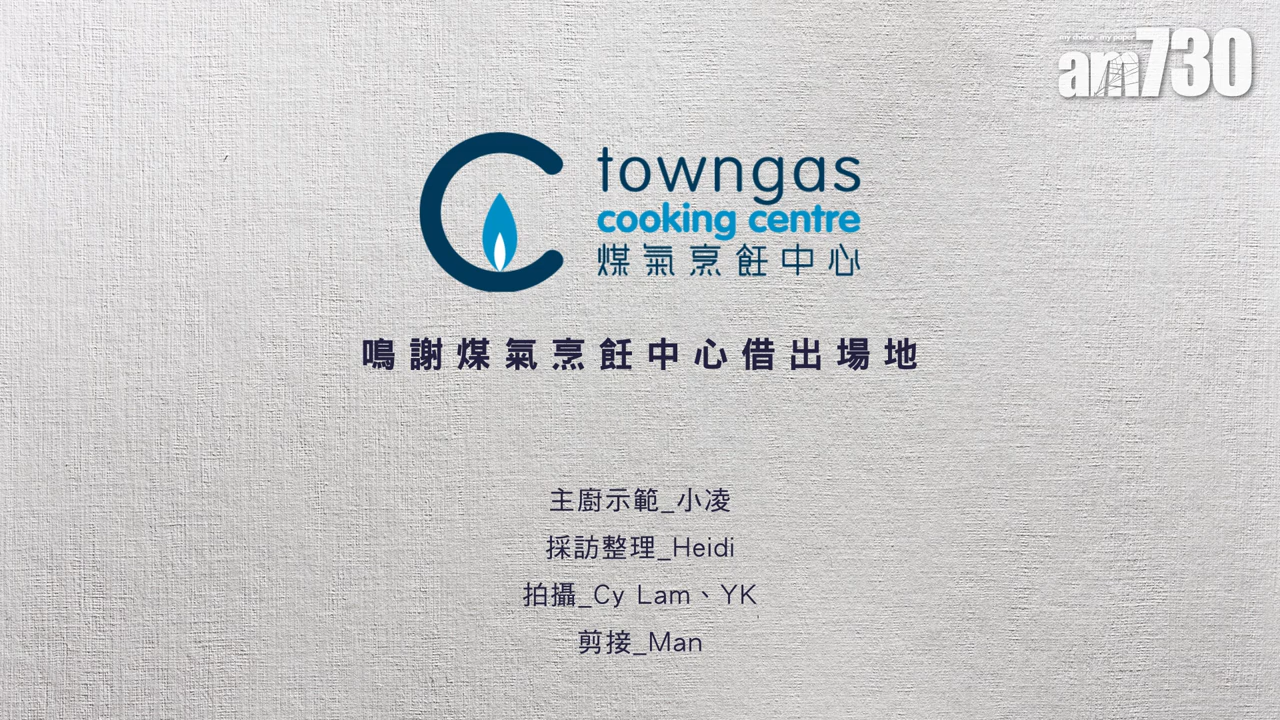 am730
towngas
cooking centre
煤氣烹飪中心
鳴謝煤氣烹飪中心借出場地
主廚示範_小凌
採訪整理_Heidi
拍攝_Cy Lam、YK
剪接_Man